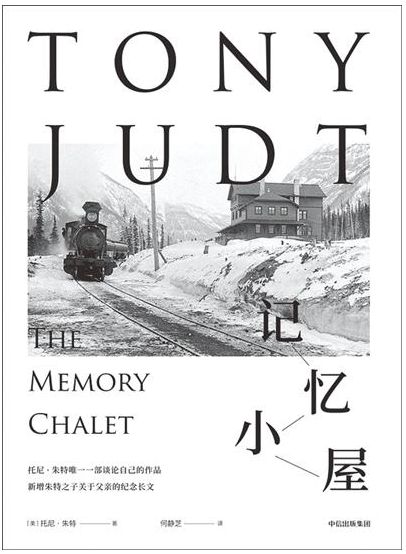 TONY
JUDT
THE
MEMORY
CHALET
记忆小屋
托尼·朱特唯一一部谈论自己的作品
新增朱特之子关于父亲的纪念长文
[美]托尼·朱特 —— 著 何静芝 —— 译 中信出版集团